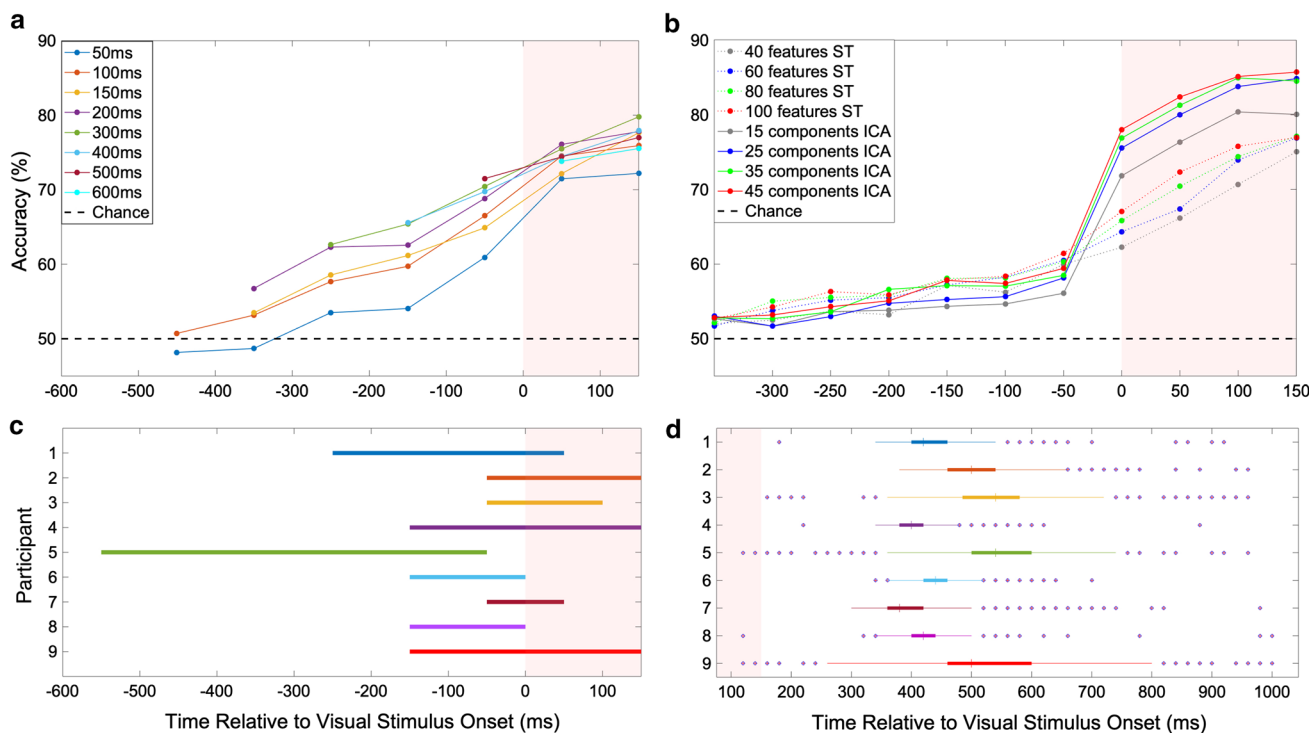 a
b
90
80
70
60
50
Accuracy (%)
50ms
100ms
150ms
200ms
300ms
400ms
500ms
600ms
Chance
-600 -500 -400 -300 -200 -100 0 100
90
80
70
60
50
40 features ST
60 features ST
80 features ST
100 features ST
15 components ICA
25 components ICA
35 components ICA
45 components ICA
Chance
-300 -250 -200 -150 -100 -50 0 50 100 150
c
d
Participant
1
2
3
4
5
6
7
8
9
-600 -500 -400 -300 -200 -100 0 100
Time Relative to Visual Stimulus Onset (ms)
1
2
3
4
5
6
7
8
9
100 200 300 400 500 600 700 800 900 1000
Time Relative to Visual Stimulus Onset (ms)